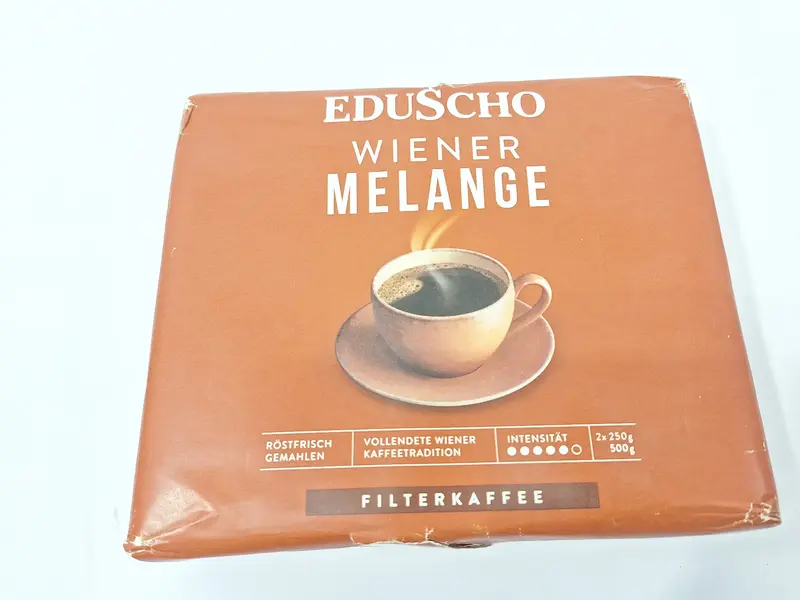 EDUSCHO
WIENER
MELANGE
RÖSTFRISCH
GEMAHLEN
VOLLENDETE WIENER
KAFFEETRADITION
INTENSITÄT
2x 250g
500g
FILTERKAFFEE